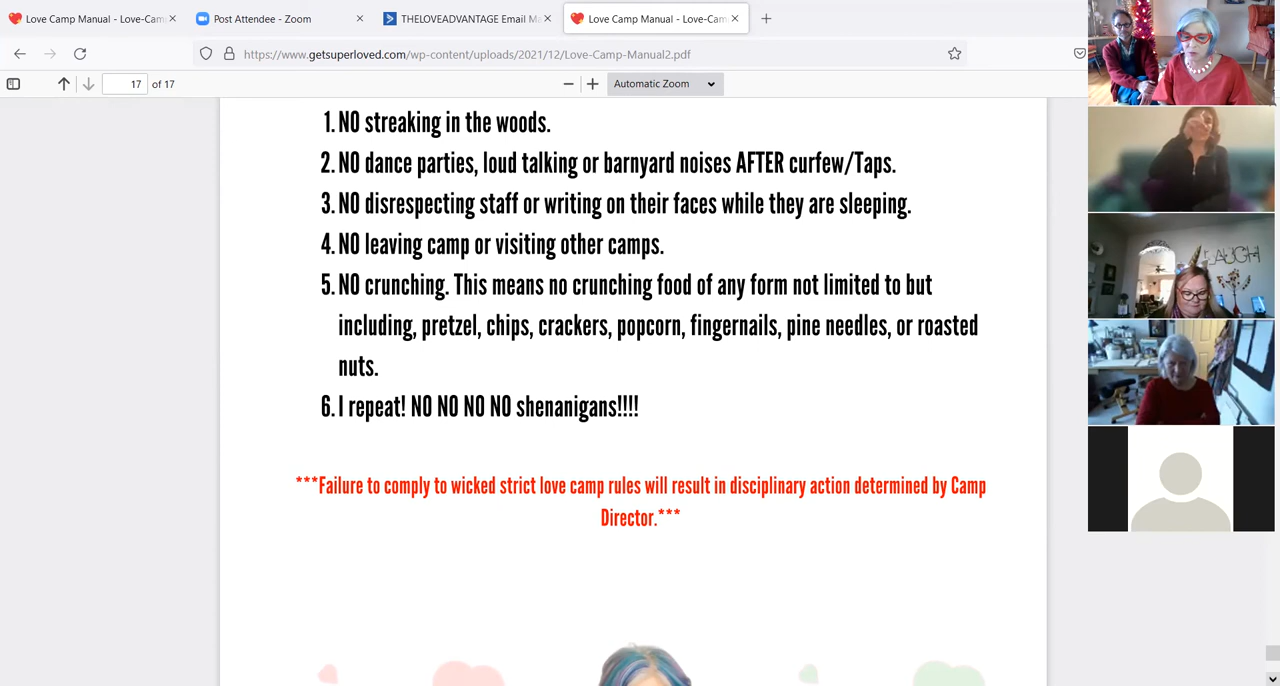 Love Camp Manual - Love-Cam
Post Attendee - Zoom
THELOVEADVANTAGE Email Ma
Love Camp Manual - Love-Cam
https://www.getsuperloved.com/wp-content/uploads/2021/12/Love-Camp-Manual2.pdf
17 of 17
Automatic Zoom
1. NO streaking in the woods.
2. NO dance parties, loud talking or barnyard noises AFTER curfew/Taps.
3. NO disrespecting staff or writing on their faces while they are sleeping.
4. NO leaving camp or visiting other camps.
5. NO crunching. This means no crunching food of any form not limited to but
including, pretzel, chips, crackers, popcorn, fingernails, pine needles, or roasted
nuts.
6. I repeat! NO NO NO NO shenanigans!!!!
***Failure to comply to wicked strict love camp rules will result in disciplinary action determined by Camp
Director.***
LAUGH